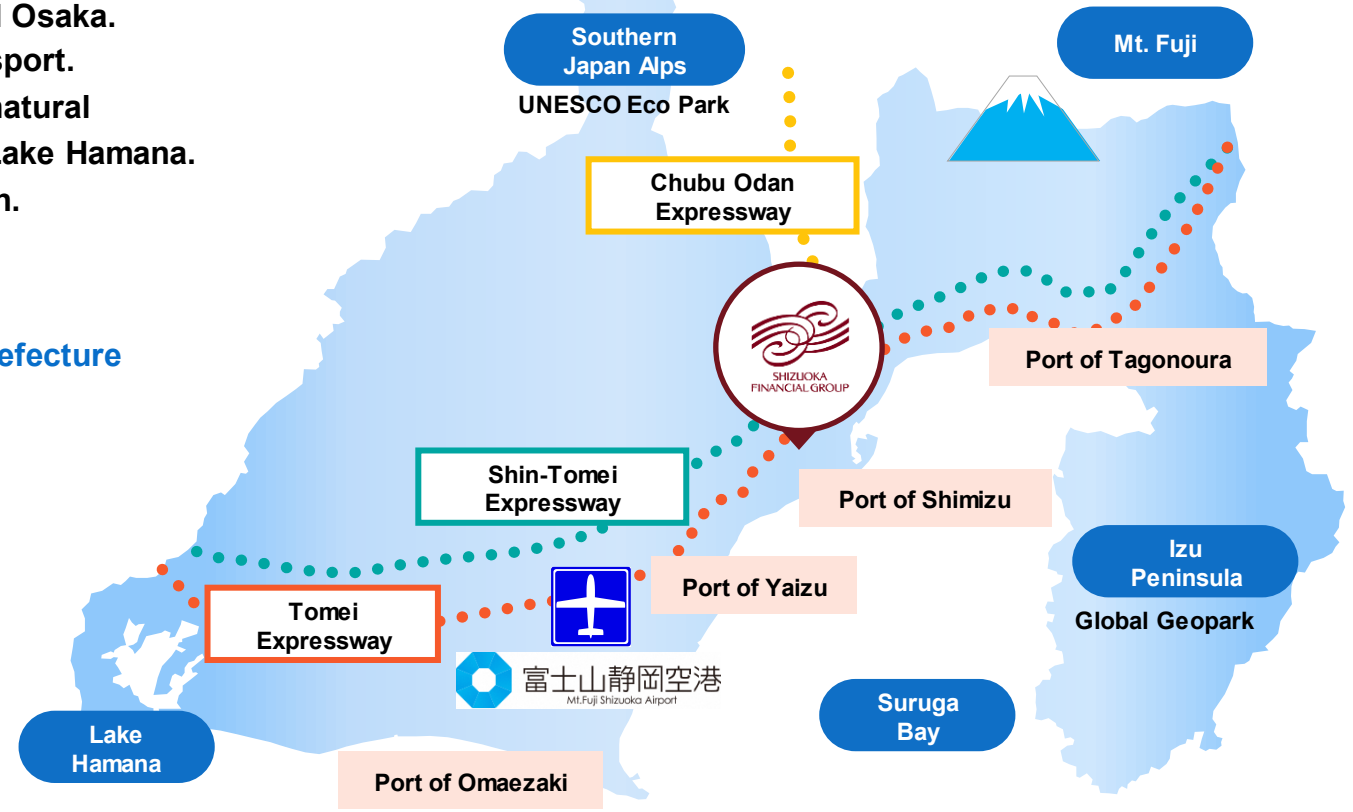 Osaka.
sport.
natural
Lake Hamana.
efecture
Southern
Japan Alps
UNESCO Eco Park
Mt. Fuji
Chubu Odan
Expressway
SHIZUOKA
FINANCIAL GROUP
Port of Tagonoura
Shin-Tomei
Expressway
Port of Shimizu
Izu
Peninsula
Global Geopark
Port of Yaizu
Tomei
Expressway
富士山静岡空港
Mt.Fuji Shizuoka Airport
Suruga
Bay
Lake
Hamana
Port of Omaezaki